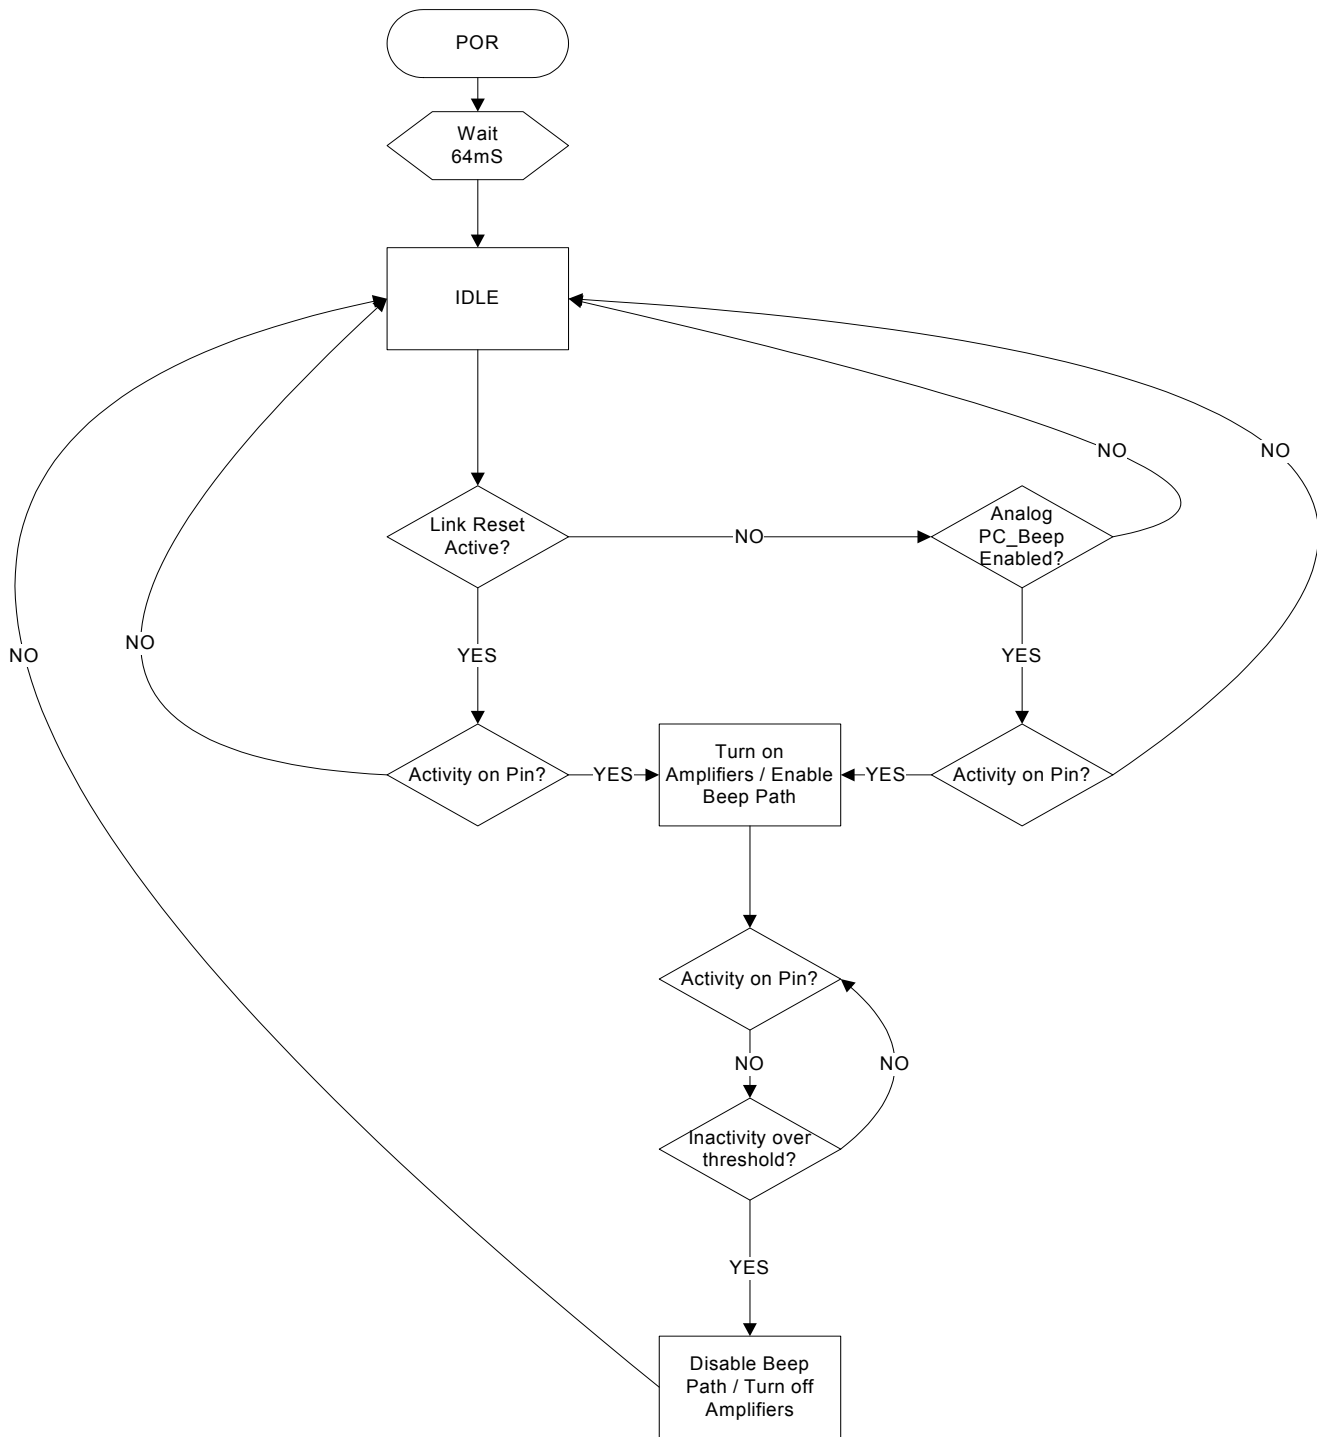 POR
Wait
64mS
IDLE
NO
NO
Link Reset
Active?
NO
Analog
PC_Beep
Enabled?
NO
NO
YES
YES
Activity on Pin?
YES
Turn on
Amplifiers / Enable
Beep Path
YES
Activity on Pin?
Activity on Pin?
NO
NO
Inactivity over
threshold?
YES
Disable Beep
Path / Turn off
Amplifiers